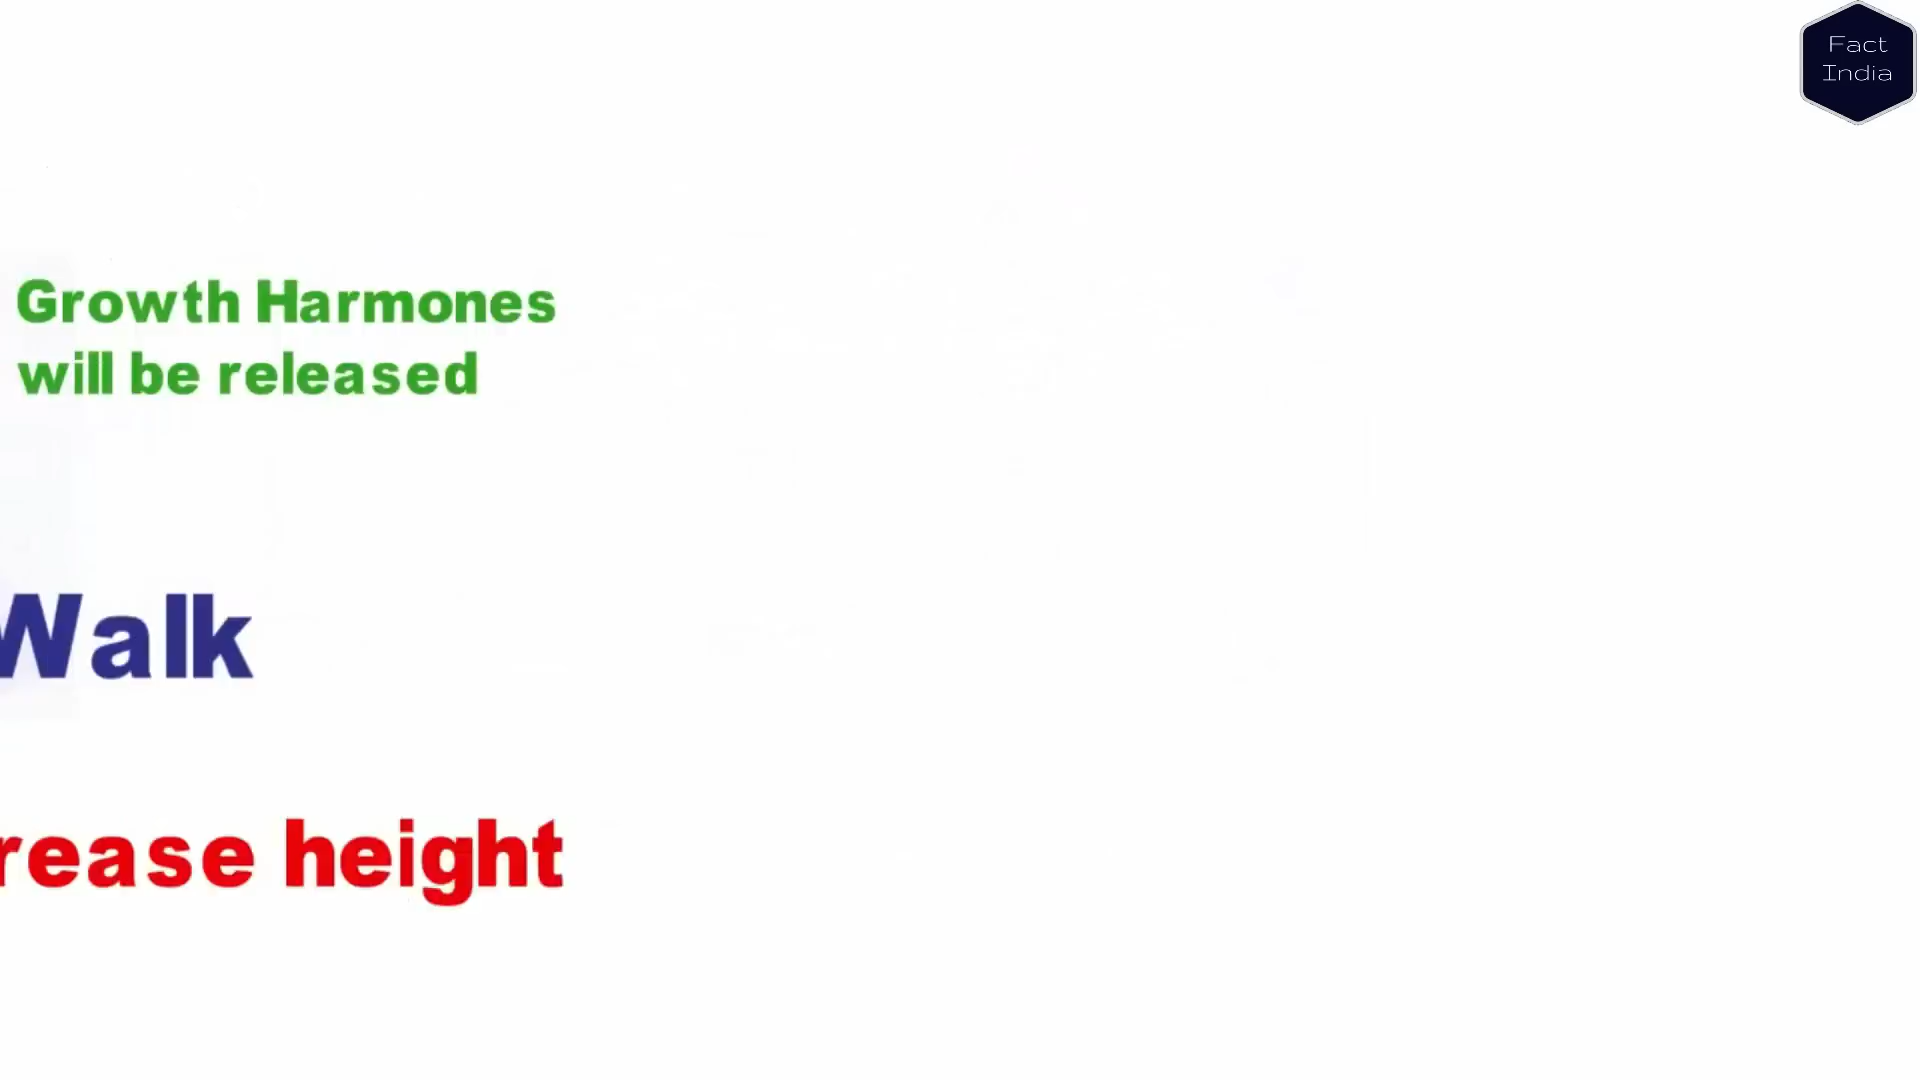 Fact
India
Growth Harmones
will be released
Walk
rease height